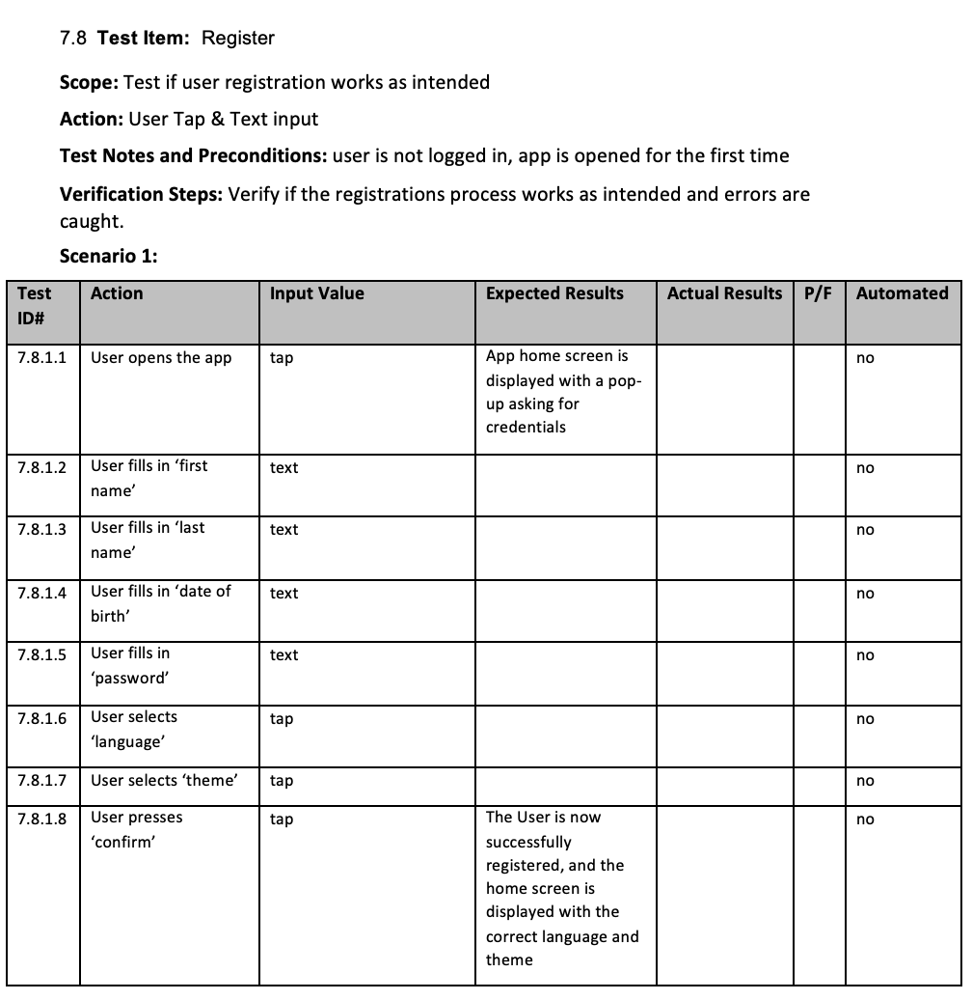 7.8 Test Item: Register
Scope: Test if user registration works as intended
Action: User Tap & Text input
Test Notes and Preconditions: user is not logged in, app is opened for the first time
Verification Steps: Verify if the registrations process works as intended and errors are
caught.
Scenario 1:
Test ID# Action Input Value Expected Results Actual Results P/F Automated
7.8.1.1 User opens the app tap App home screen is displayed with a pop-up asking for credentials no
7.8.1.2 User fills in ‘first name’ text no
7.8.1.3 User fills in ‘last name’ text no
7.8.1.4 User fills in ‘date of birth’ text no
7.8.1.5 User fills in ‘password’ text no
7.8.1.6 User selects ‘language’ tap no
7.8.1.7 User selects ‘theme’ tap no
7.8.1.8 User presses ‘confirm’ tap The User is now successfully registered, and the home screen is displayed with the correct language and theme no